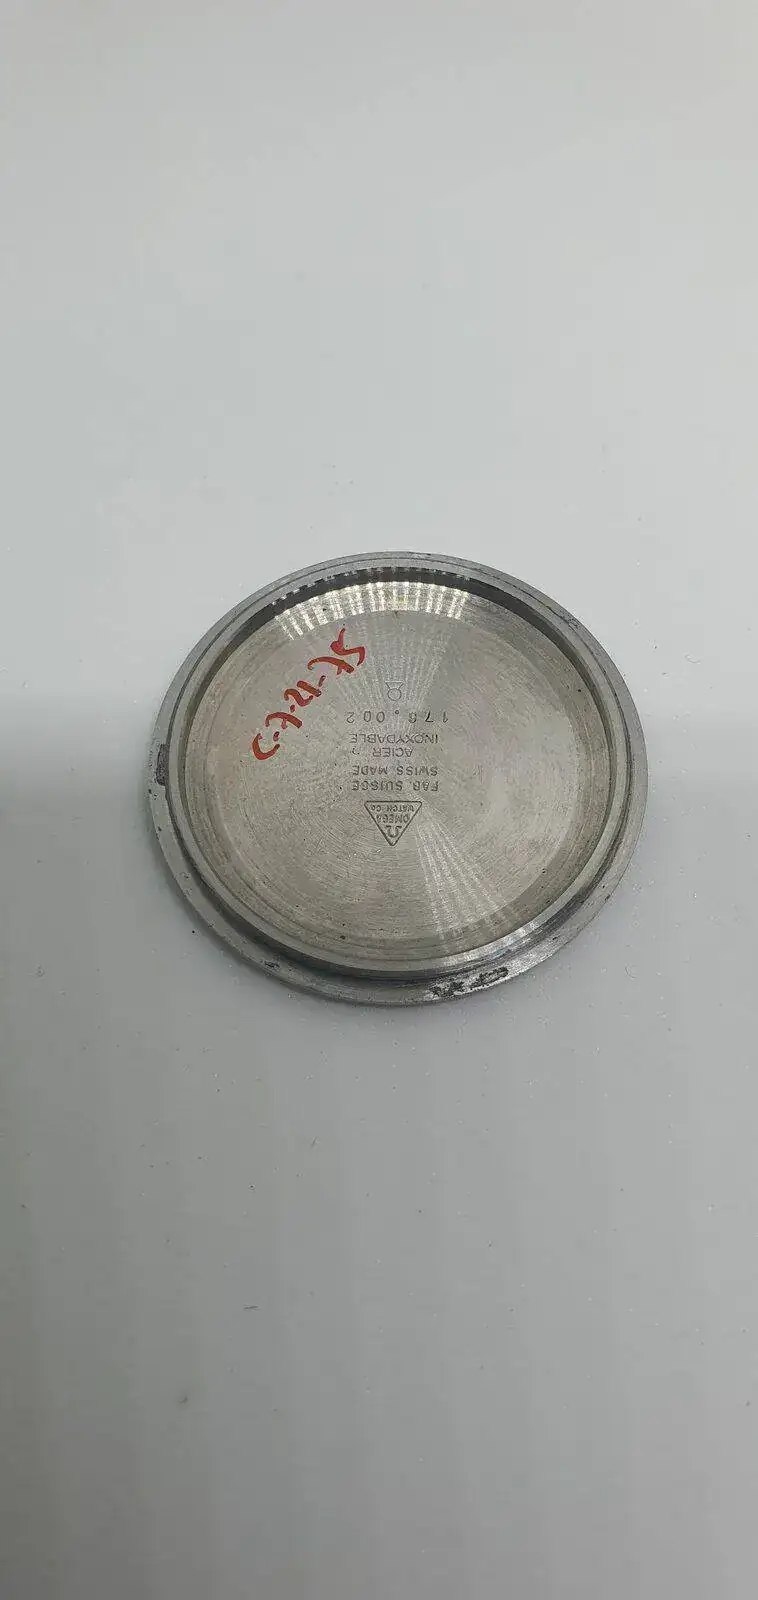 Ω
OMEGA
WATCH CO
FAB. SUISSE
SWISS MADE
ACIER
INOXYDABLE
176.002